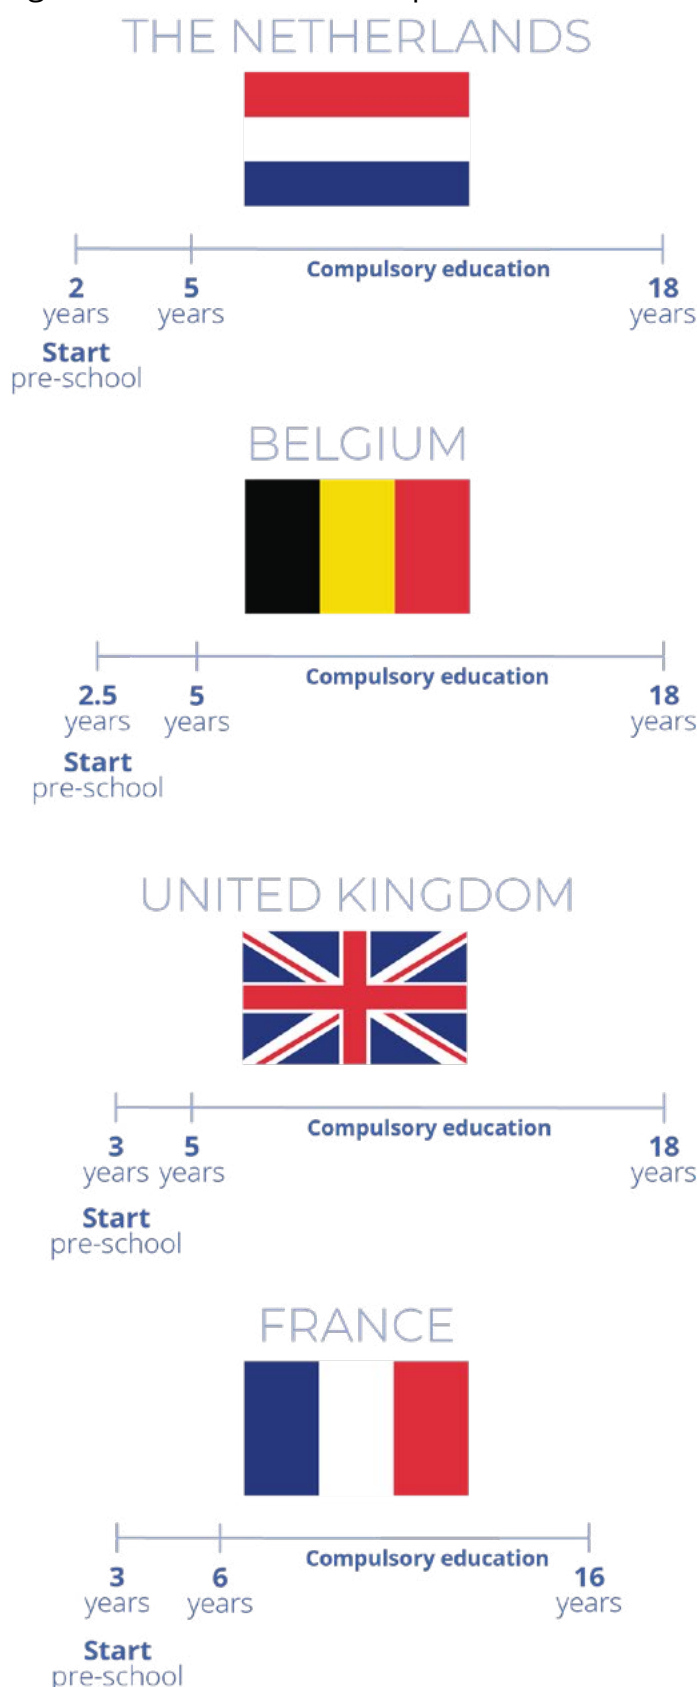 THE NETHERLANDS
Compulsory education
2 5 18
years years years
Start
pre-school
BELGIUM
Compulsory education
2.5 5 18
years years years
Start
pre-school
UNITED KINGDOM
Compulsory education
3 5 18
years years years
Start
pre-school
FRANCE
Compulsory education
3 6 16
years years years
Start
pre-school